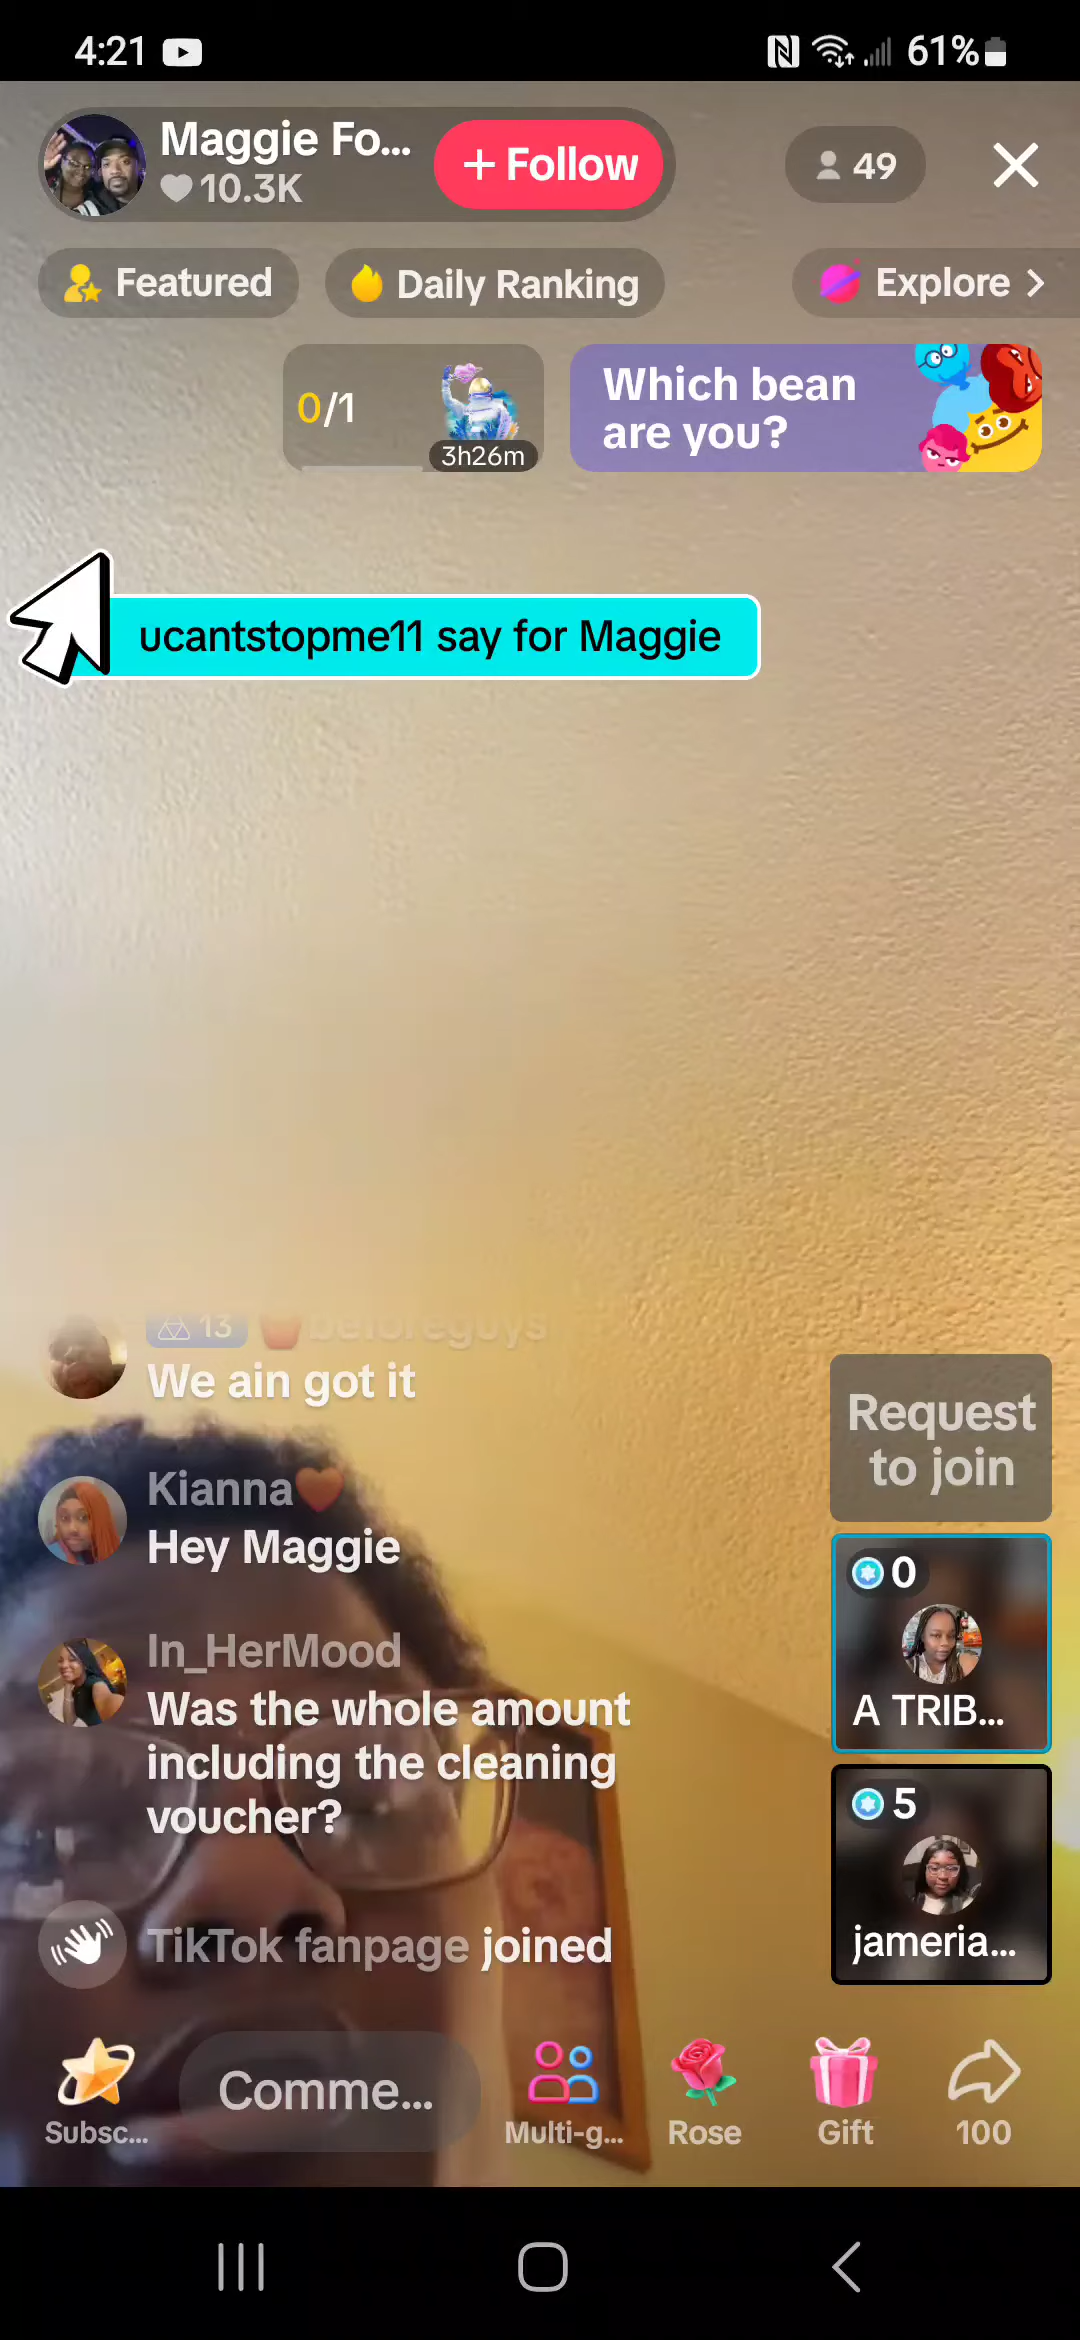 4:21
61%
Maggie Fo...
10.3K
+ Follow
49
Featured
Daily Ranking
Explore >
0/1
3h26m
Which bean
are you?
ucantstopme11 say for Maggie
13 beforeguys
We ain got it
Kianna
Hey Maggie
In_HerMood
Was the whole amount
including the cleaning
voucher?
TikTok fanpage joined
Request
to join
0
A TRIB...
5
jameria...
Subsc...
Comme...
Multi-g...
Rose
Gift
100